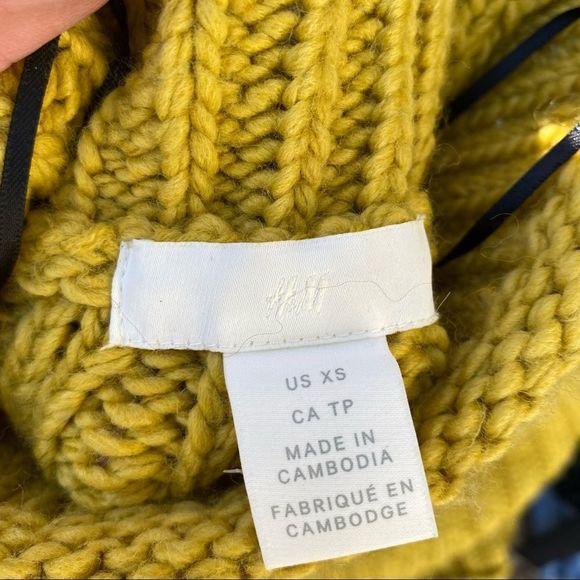 H&M
US XS
CA TP
MADE IN
CAMBODIA
FABRIQUÉ EN
CAMBODGE